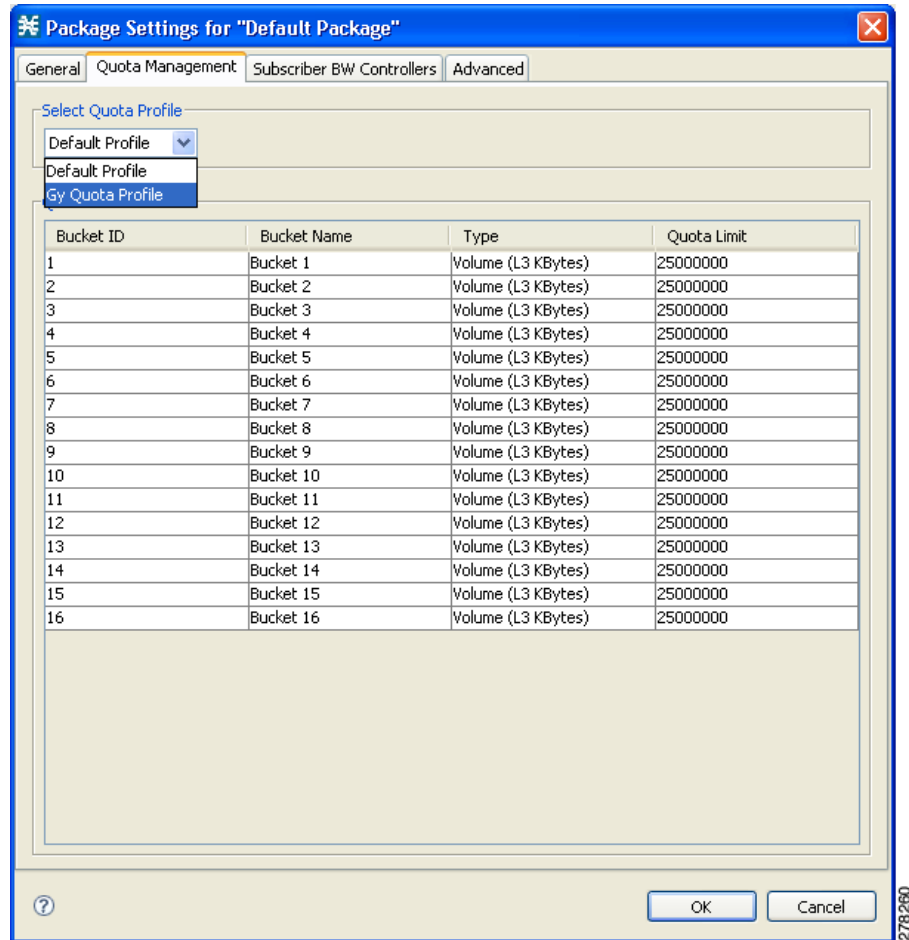 Package Settings for "Default Package"
General Quota Management Subscriber BW Controllers Advanced
Select Quota Profile
Default Profile
Default Profile
Gy Quota Profile
Bucket ID Bucket Name Type Quota Limit
1 Bucket 1 Volume (L3 KBytes) 25000000
2 Bucket 2 Volume (L3 KBytes) 25000000
3 Bucket 3 Volume (L3 KBytes) 25000000
4 Bucket 4 Volume (L3 KBytes) 25000000
5 Bucket 5 Volume (L3 KBytes) 25000000
6 Bucket 6 Volume (L3 KBytes) 25000000
7 Bucket 7 Volume (L3 KBytes) 25000000
8 Bucket 8 Volume (L3 KBytes) 25000000
9 Bucket 9 Volume (L3 KBytes) 25000000
10 Bucket 10 Volume (L3 KBytes) 25000000
11 Bucket 11 Volume (L3 KBytes) 25000000
12 Bucket 12 Volume (L3 KBytes) 25000000
13 Bucket 13 Volume (L3 KBytes) 25000000
14 Bucket 14 Volume (L3 KBytes) 25000000
15 Bucket 15 Volume (L3 KBytes) 25000000
16 Bucket 16 Volume (L3 KBytes) 25000000
? OK Cancel
278260